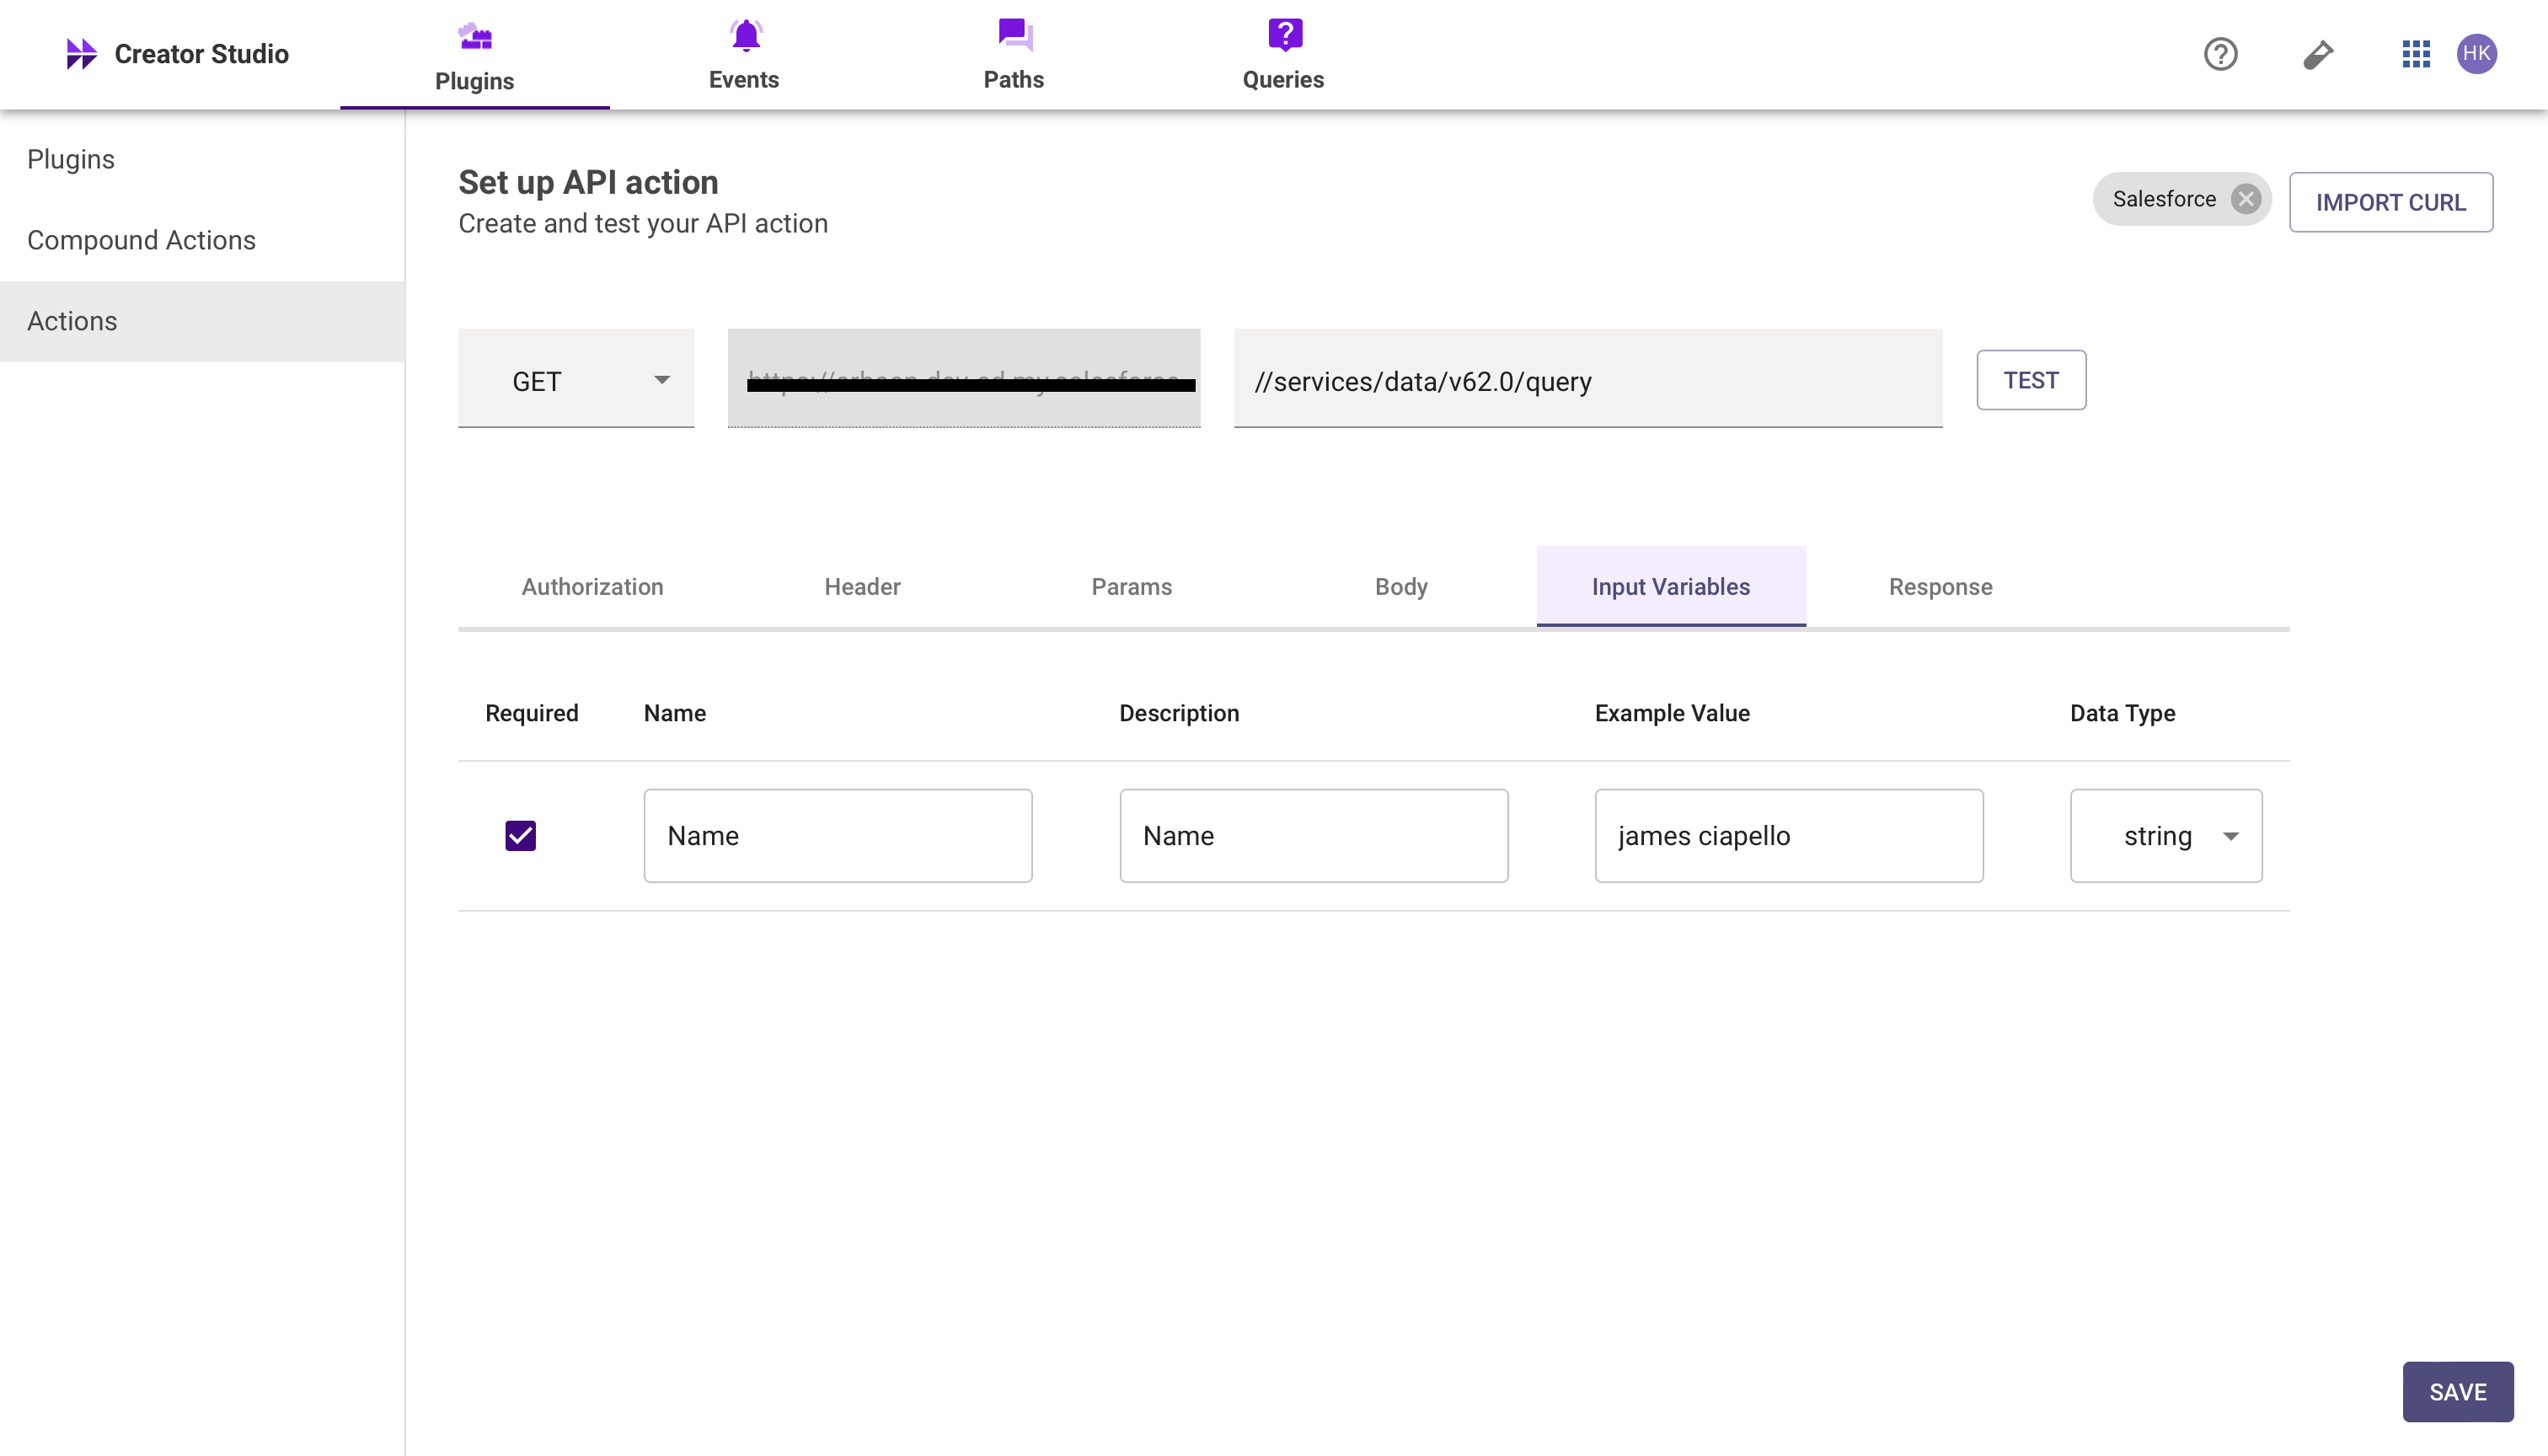 Creator Studio
Plugins
Events
Paths
Queries
HK
Plugins
Compound Actions
Actions
Set up API action
Create and test your API action
Salesforce
IMPORT CURL
GET
//services/data/v62.0/query
TEST
Authorization
Header
Params
Body
Input Variables
Response
Required
Name
Description
Example Value
Data Type
Name
Name
james ciapello
string
SAVE